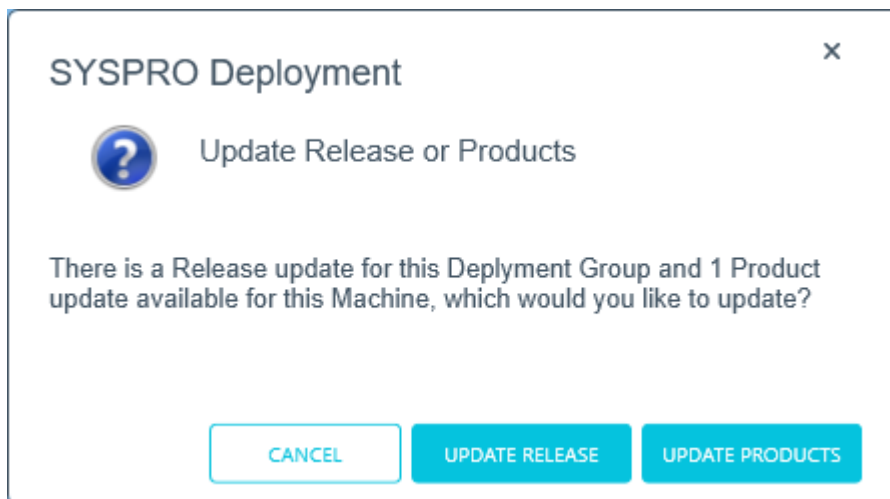 SYSPRO Deployment
Update Release or Products
There is a Release update for this Deplyment Group and 1 Product
update available for this Machine, which would you like to update?
CANCEL
UPDATE RELEASE
UPDATE PRODUCTS